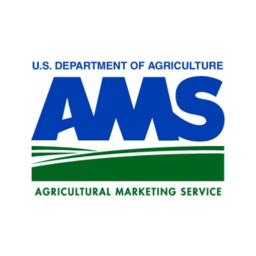 U.S. DEPARTMENT OF AGRICULTURE
AMS
AGRICULTURAL MARKETING SERVICE